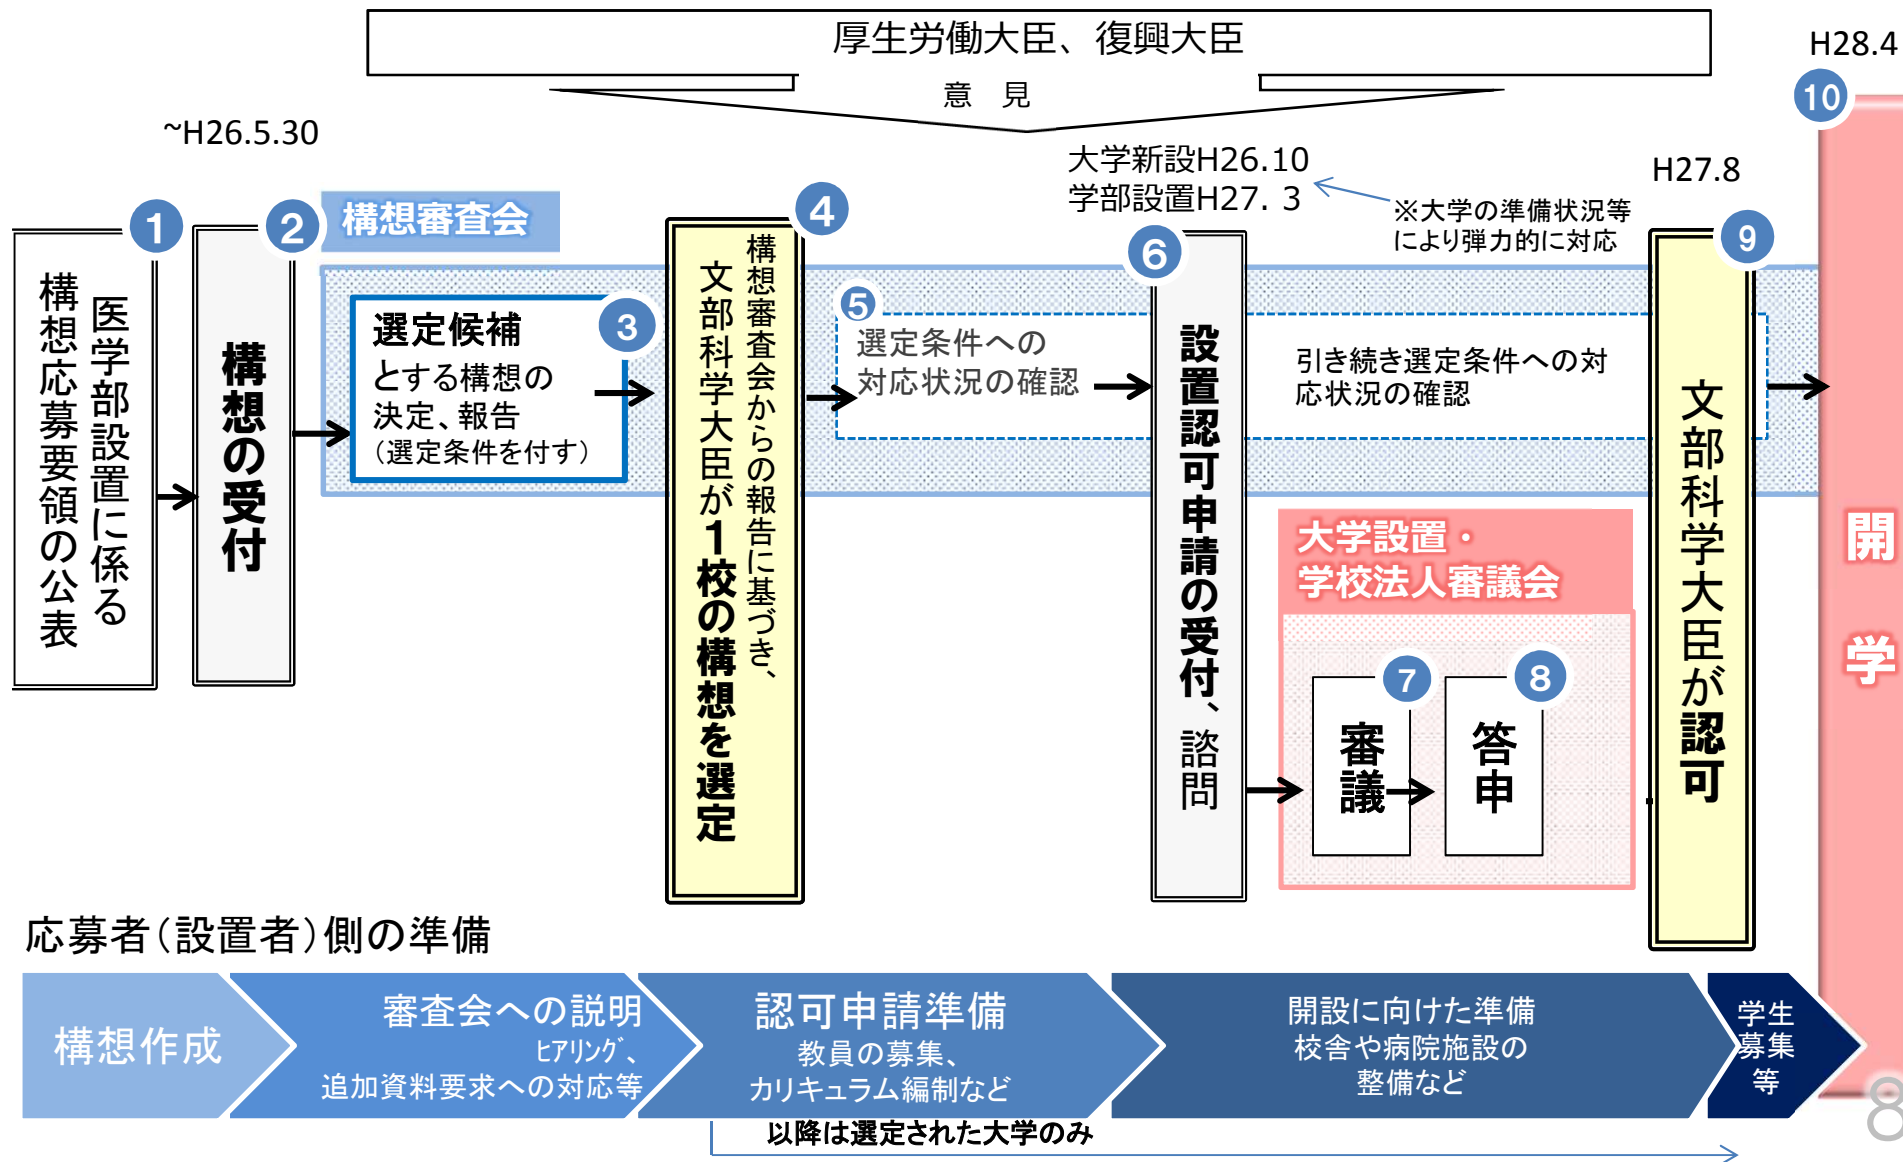 厚生労働大臣、復興大臣
意　見
H28.4
10
~H26.5.30
大学新設H26.10
学部設置H27. 3
※大学の準備状況等
により弾力的に対応
H27.8
1
医学部設置に係る
構想応募要領の公表
2
構想の受付
構想審査会
3
選定候補
とする構想の
決定、報告
（選定条件を付す）
4
構想審査会からの報告に基づき、
文部科学大臣が１校の構想を選定
5
選定条件への
対応状況の確認
6
設置認可申請の受付、諮問
引き続き選定条件への対
応状況の確認
大学設置・
学校法人審議会
7
審議
8
答申
9
文部科学大臣が認可
開　学
応募者（設置者）側の準備
構想作成
審査会への説明
ﾋｱﾘﾝｸﾞ、
追加資料要求への対応等
認可申請準備
教員の募集、
カリキュラム編制など
開設に向けた準備
校舎や病院施設の
整備など
学生
募集
等
以降は選定された大学のみ
8